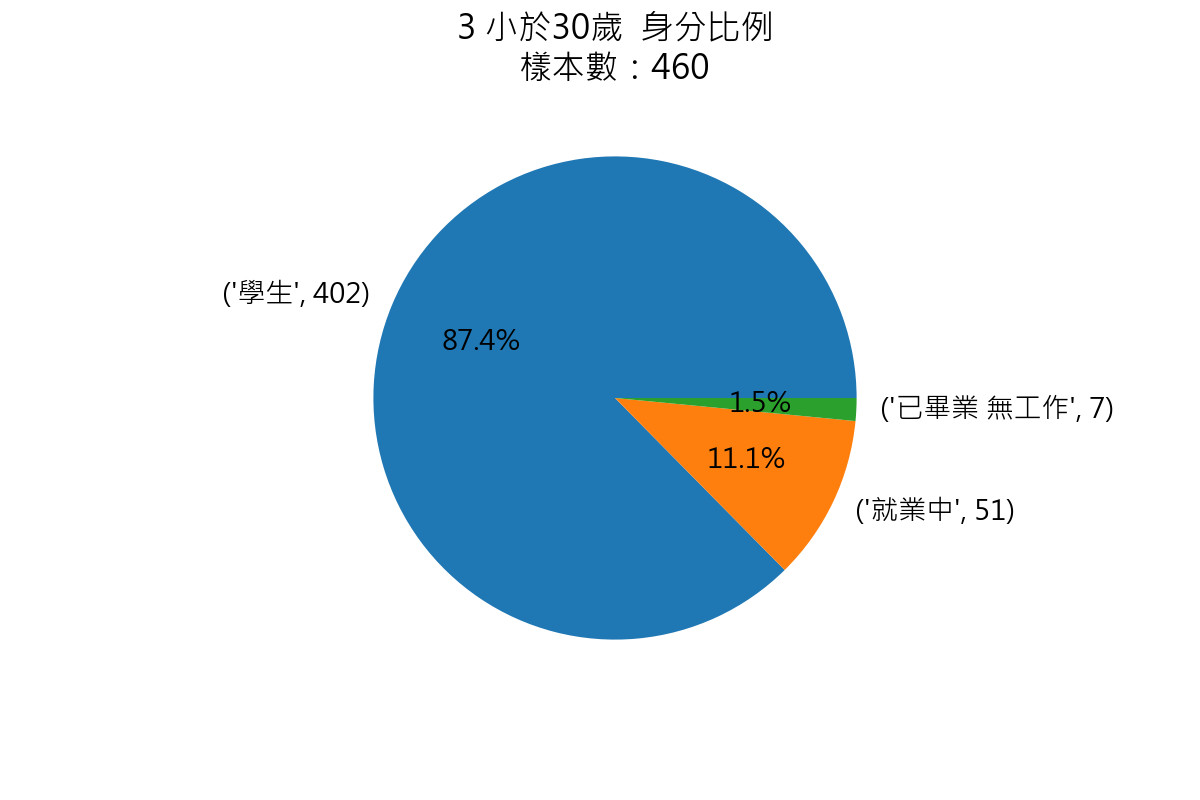 3 小於30歲  身分比例
樣本數：460
('學生', 402)
87.4%
1.5%
('已畢業 無工作', 7)
11.1%
('就業中', 51)